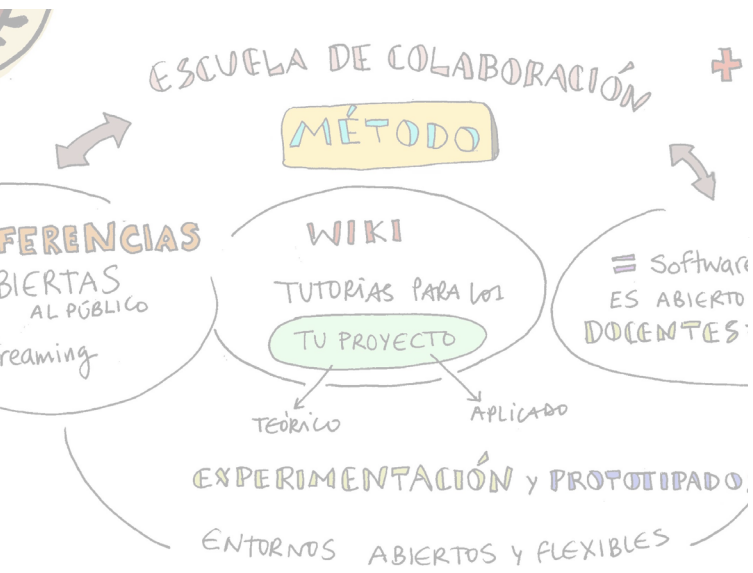 ESCUELA DE COLABORACIÓN
+
MÉTODO
FERENCIAS
BIERTAS
AL PÚBLICO
reaming
WIKI
TUTORÍAS PARA LOS
TU PROYECTO
TEÓRICO
APLICADO
= Software
ES ABIERTO
DOCENTES
EXPERIMENTACIÓN y PROTOTIPADO
ENTORNOS ABIERTOS Y FLEXIBLES